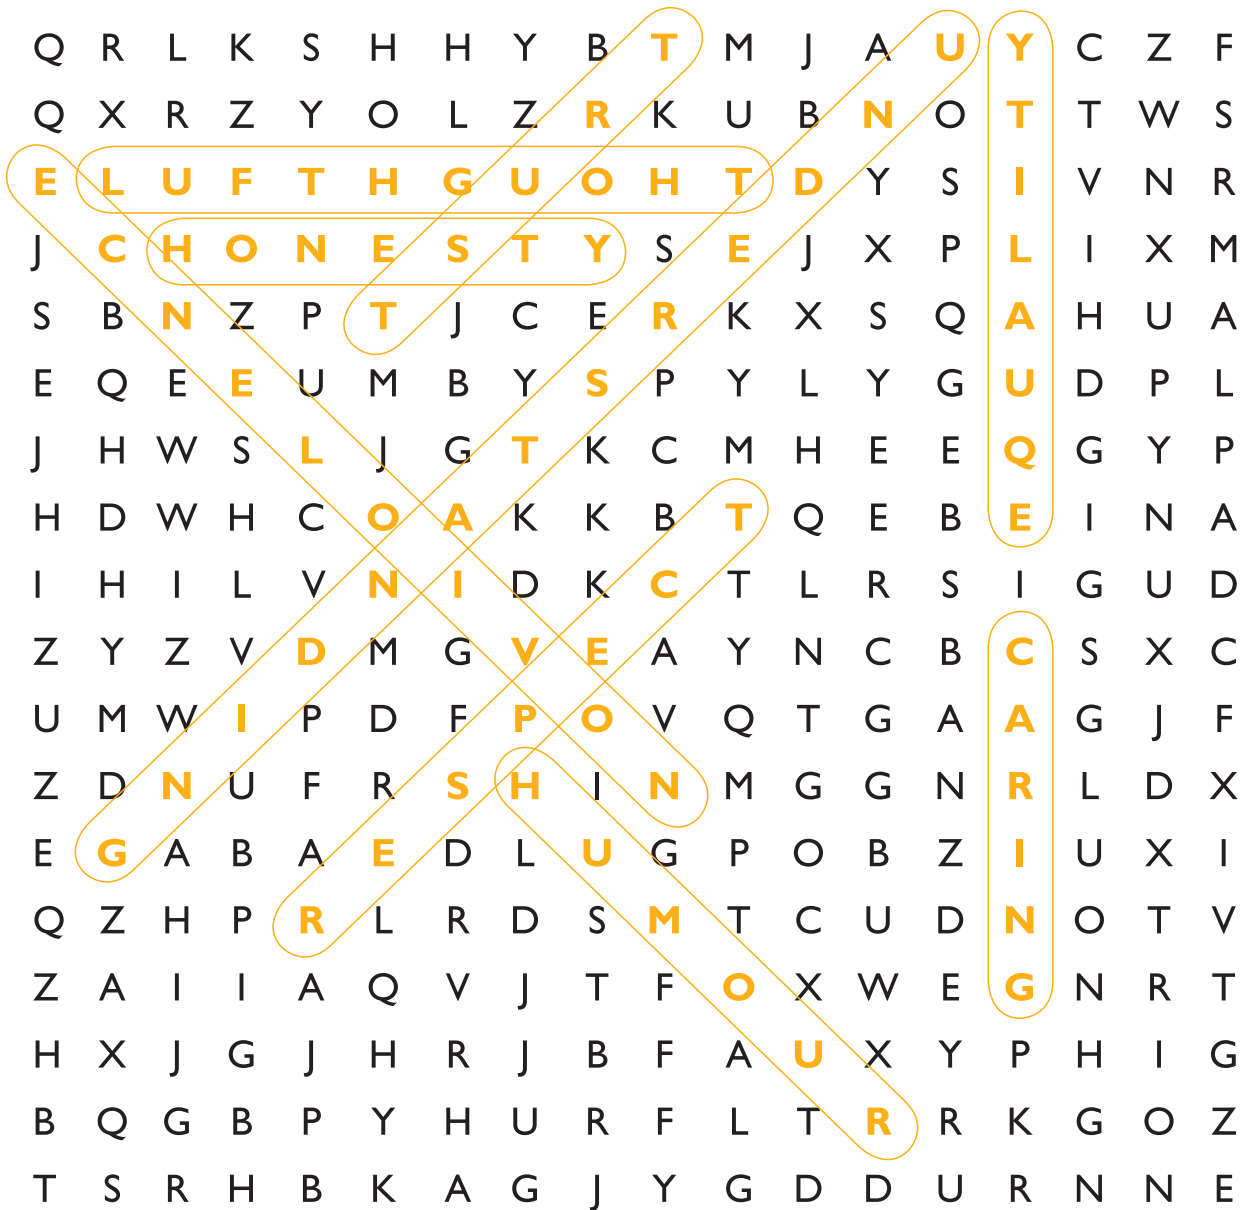 Q R L K S H H Y B T M J A U Y C Z F
Q X R Z Y O L Z R K U B N O T T W S
E L U F T H G U O H T D Y S I V N R
J C H O N E S T Y S E J X P L I X M
S B N Z P T J C E R K X S Q A H U A
E Q E E U M B Y S P Y L Y G U D P L
J H W S L J G T K C M H E E Q G Y P
H D W H C O A K K B T Q E B E I N A
I H I L V N I D K C T L R S I G U D
Z Y Z V D M G V E A Y N C B C S X C
U M W I P D F P O V Q T G A A G J F
Z D N U F R S H I N M G G N R L D X
E G A B A E D L U G P O B Z I U X I
Q Z H P R L R D S M T C U D N O T V
Z A I I A Q V J T F O X W E G N R T
H X J G J H R J B F A U X Y P H I G
B Q G B P Y H U R F L T R R K G O Z
T S R H B K A G J Y G D D U R N N E